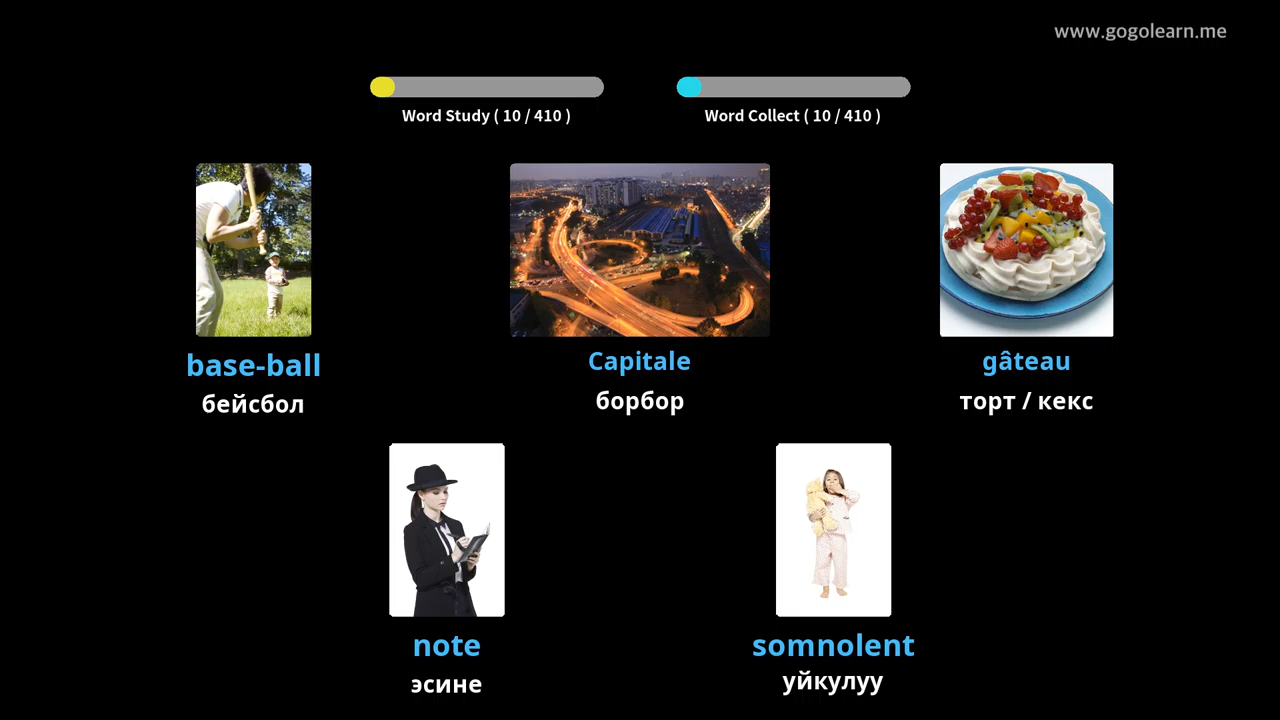 www.gogolearn.me
Word Study ( 10 / 410 )
Word Collect ( 10 / 410 )
base-ball
бейсбол
Capitale
борбор
gâteau
торт / кекс
note
эсине
somnolent
уйкулуу